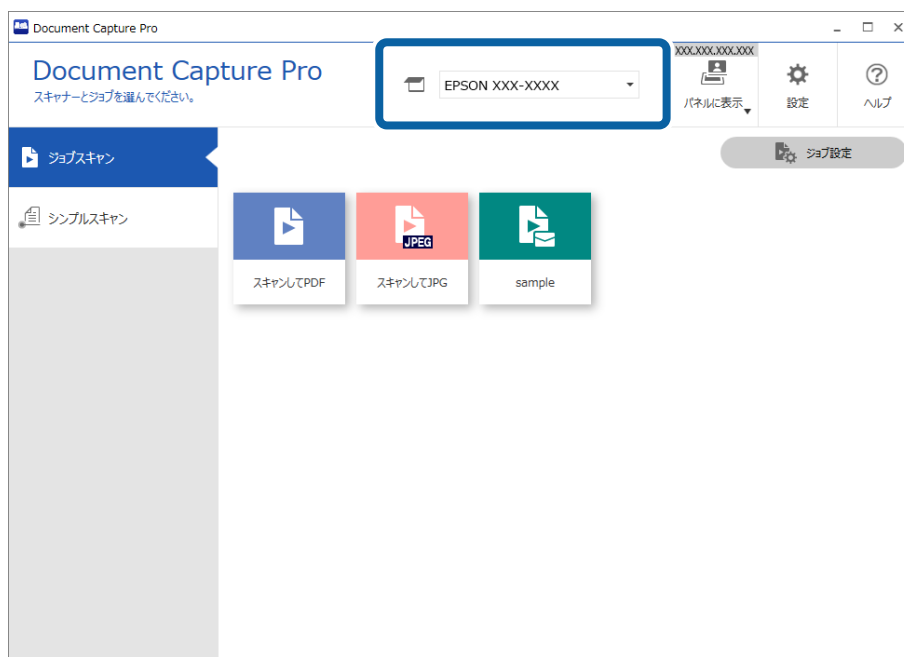 Document Capture Pro
Document Capture Pro
スキャナーとジョブを選んでください。
EPSON XXX-XXXX
XXX.XXX.XXX.XXX
パネルに表示
設定
ヘルプ
ジョブスキャン
ジョブ設定
シンプルスキャン
JPEG
スキャンしてPDF
スキャンしてJPG
sample